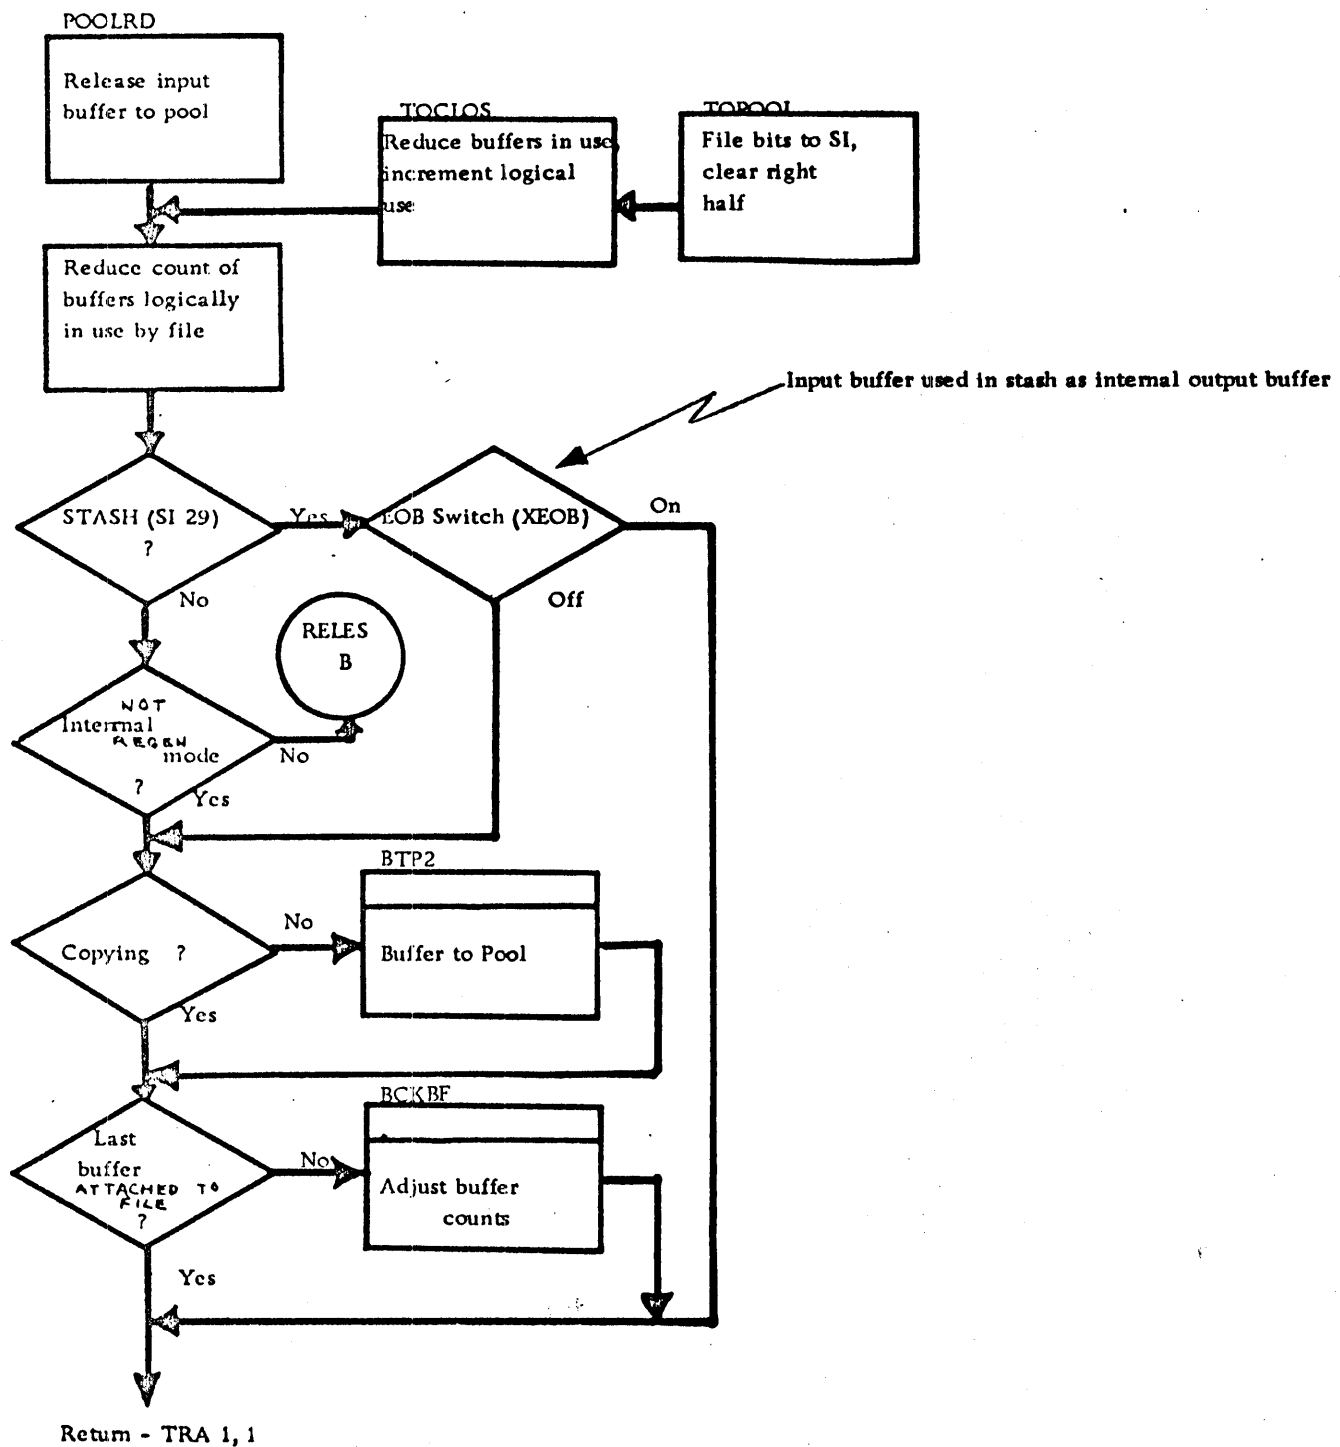 POOLRD
Release input
buffer to pool
TOCLOS
Reduce buffers in use,
increment logical
use
TOPOOL
File bits to SI,
clear right
half
Reduce count of
buffers logically
in use by file
Input buffer used in stash as internal output buffer
STASH (SI 29)
?
Yes
EOB Switch (XEOB)
On
Off
No
RELES
B
NOT
Internal
REGEN
mode
?
No
Yes
Copying ?
No
Yes
BTP2
Buffer to Pool
Last
buffer
ATTACHED TO
FILE
?
No
Yes
BCKBF
Adjust buffer
counts
Return - TRA 1, 1